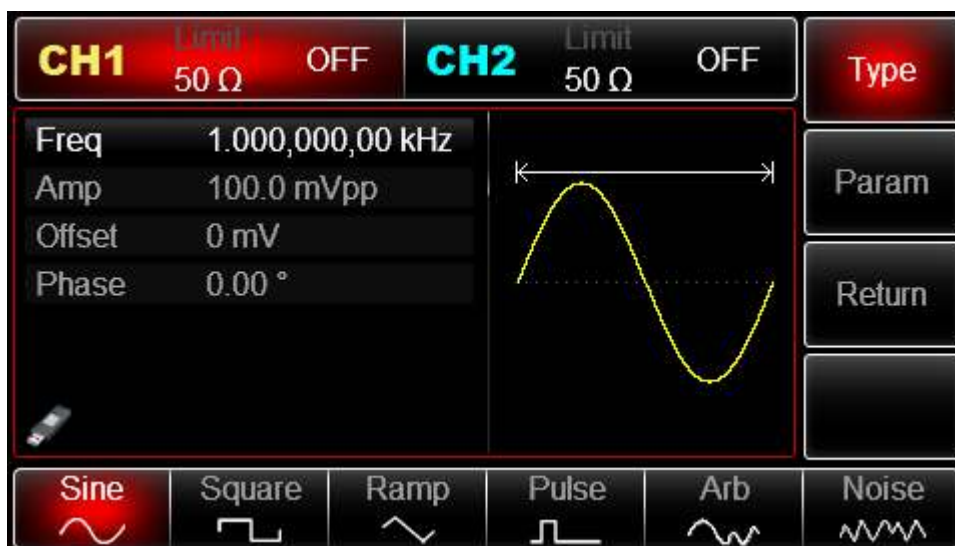 CH1 Limit 50 Ω OFF
CH2 Limit 50 Ω OFF
Type
Freq 1.000,000,00 kHz
Amp 100.0 mVpp
Offset 0 mV
Phase 0.00 °
Param
Return
Sine Square Ramp Pulse Arb Noise